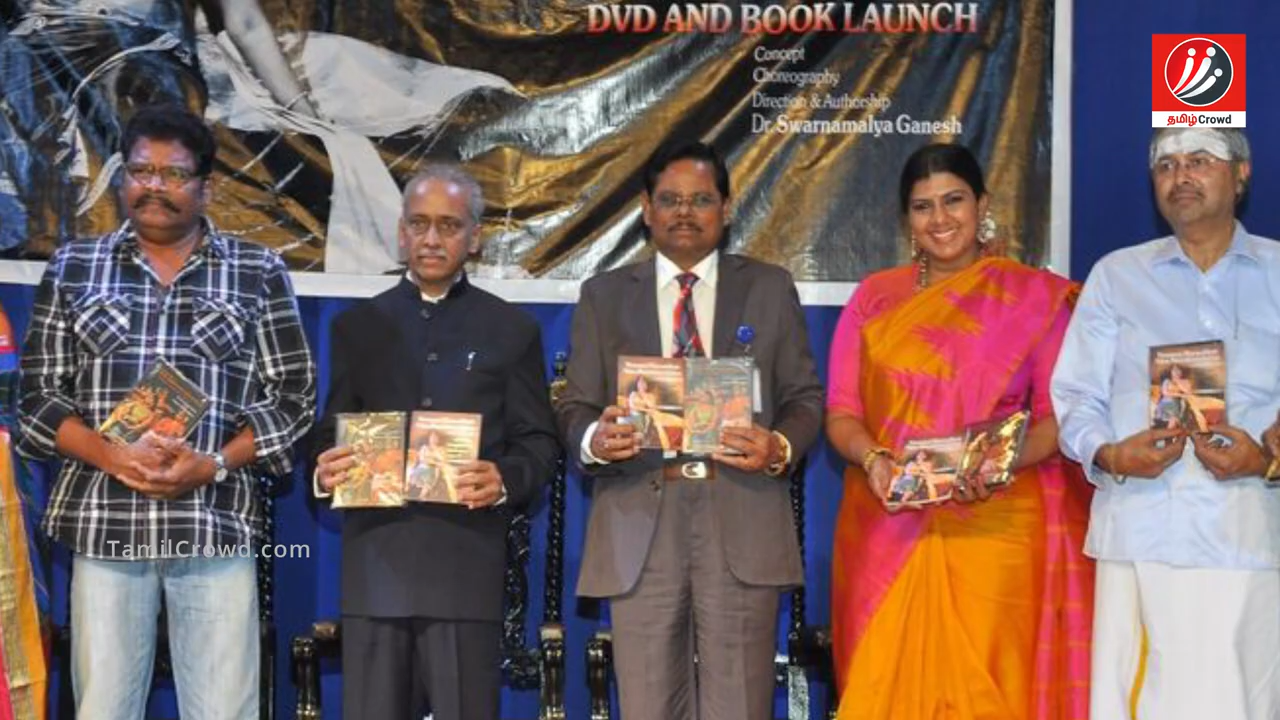 DVD AND BOOK LAUNCH
Concept
Choreography
Direction & Authorship
Dr. Swarnamalya Ganesh
தமிழ்Crowd
TamilCrowd.com